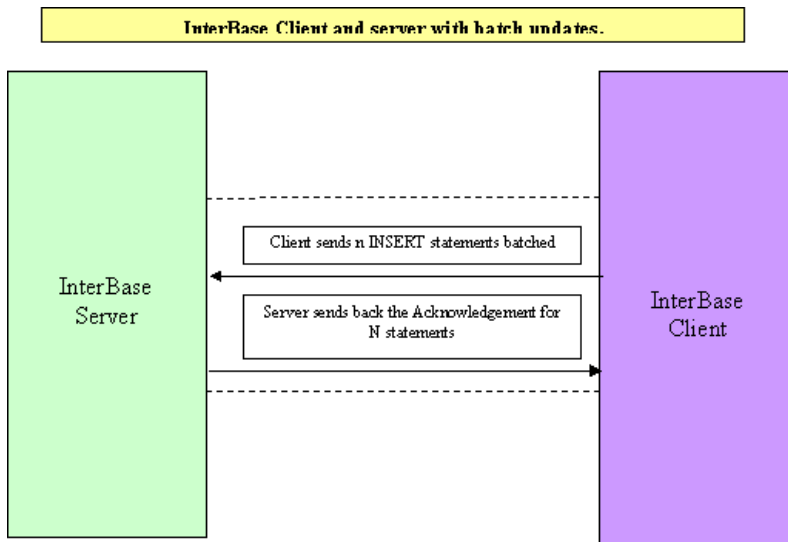 InterBase Client and server with batch updates.
Client sends n INSERT statements batched
InterBase
Server
Server sends back the Acknowledgement for
N statements
InterBase
Client